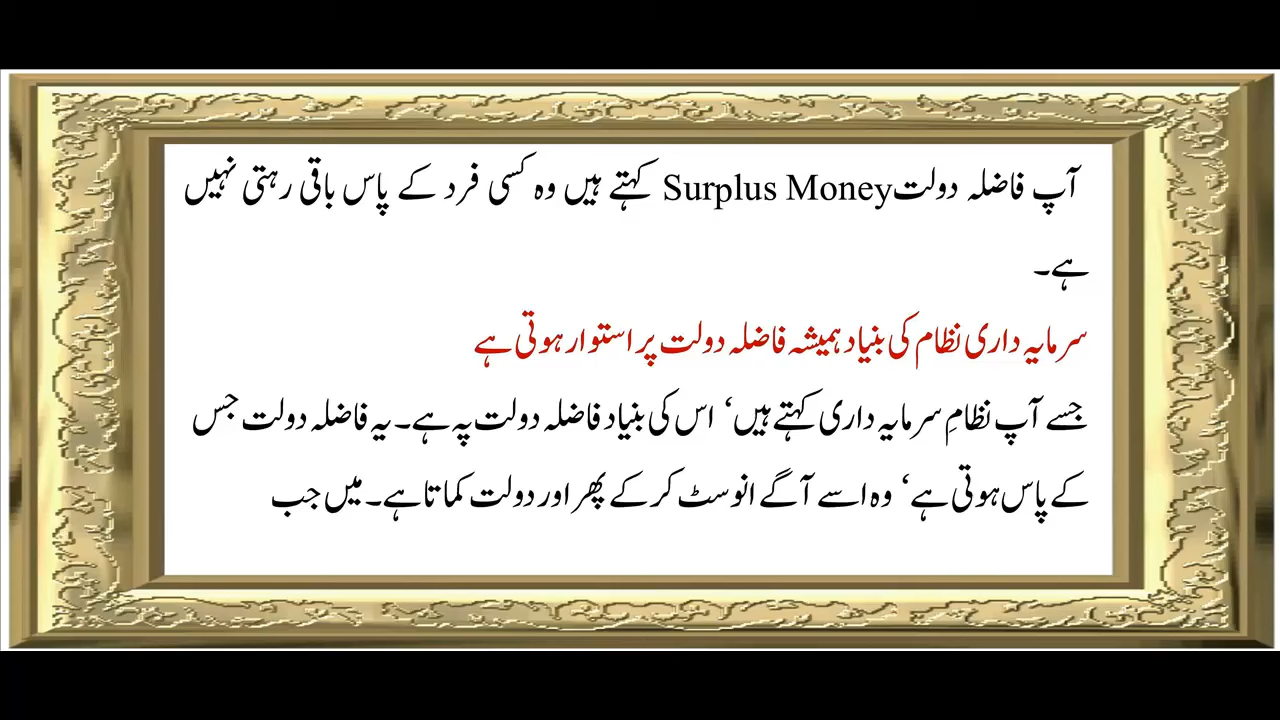 آپ فاضلہ دولتSurplus Money کہتے ہیں وہ کسی فرد کے پاس باقی رہتی نہیں
ہے۔
سرمایہ داری نظام کی بنیاد ہمیشہ فاضلہ دولت پر استوار ہوتی ہے
جسے آپ نظامِ سرمایہ داری کہتے ہیں‘ اس کی بنیاد فاضلہ دولت پہ ہے۔ یہ فاضلہ دولت جس
کے پاس ہوتی ہے‘ وہ اسے آگے انوسٹ کر کے پھر اور دولت کماتا ہے۔ میں جب